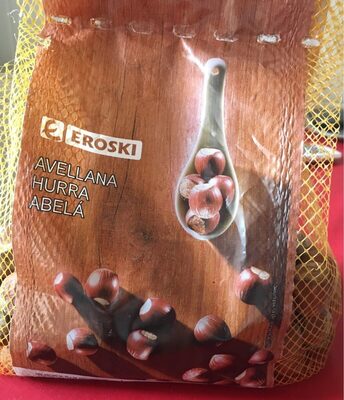 e EROSKI
AVELLANA
HURRA
ABELÁ